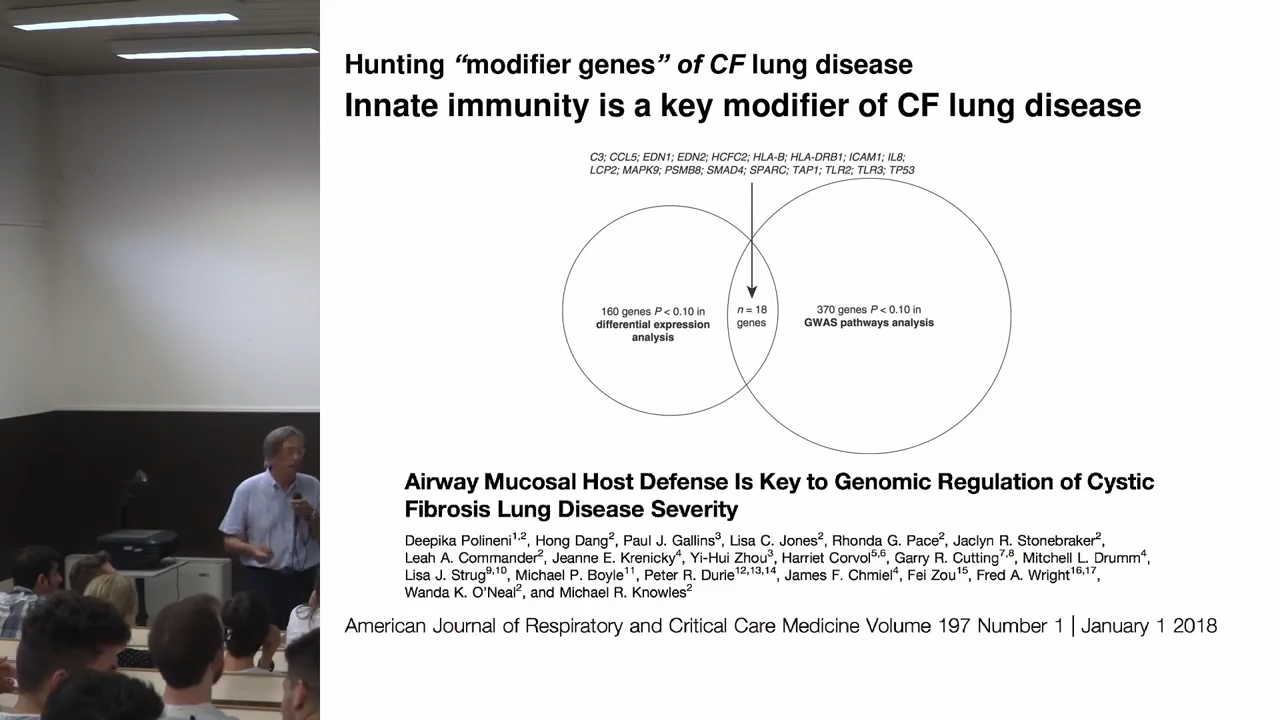 Hunting “modifier genes” of CF lung disease
Innate immunity is a key modifier of CF lung disease
C3; CCL5; EDN1; EDN2; HCFC2; HLA-B; HLA-DRB1; ICAM1; IL8;
LCP2; MAPK9; PSMB8; SMAD4; SPARC; TAP1; TLR2; TLR3; TP53
160 genes P < 0.10 in
differential expression
analysis
n = 18
genes
370 genes P < 0.10 in
GWAS pathways analysis
Airway Mucosal Host Defense Is Key to Genomic Regulation of Cystic
Fibrosis Lung Disease Severity
Deepika Polineni1,2, Hong Dang2, Paul J. Gallins3, Lisa C. Jones2, Rhonda G. Pace2, Jaclyn R. Stonebraker2,
Leah A. Commander2, Jeanne E. Krenicky4, Yi-Hui Zhou3, Harriet Corvol5,6, Garry R. Cutting7,8, Mitchell L. Drumm4,
Lisa J. Strug9,10, Michael P. Boyle11, Peter R. Durie12,13,14, James F. Chmiel4, Fei Zou15, Fred A. Wright16,17,
Wanda K. O’Neal2, and Michael R. Knowles2
American Journal of Respiratory and Critical Care Medicine Volume 197 Number 1 | January 1 2018